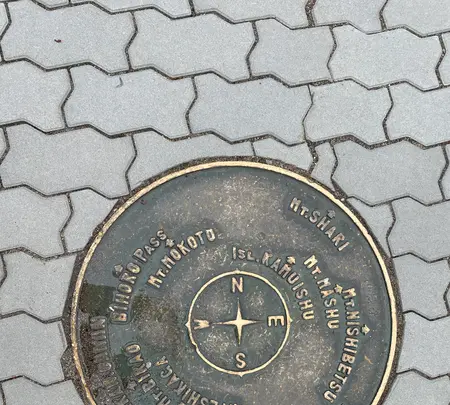 BIHORO PASS
MT.MOKOTO
ISL.KAMUISHU
MT.SHARI
MT.MASHU
MT.NISHIBETSU
N
W
E
S